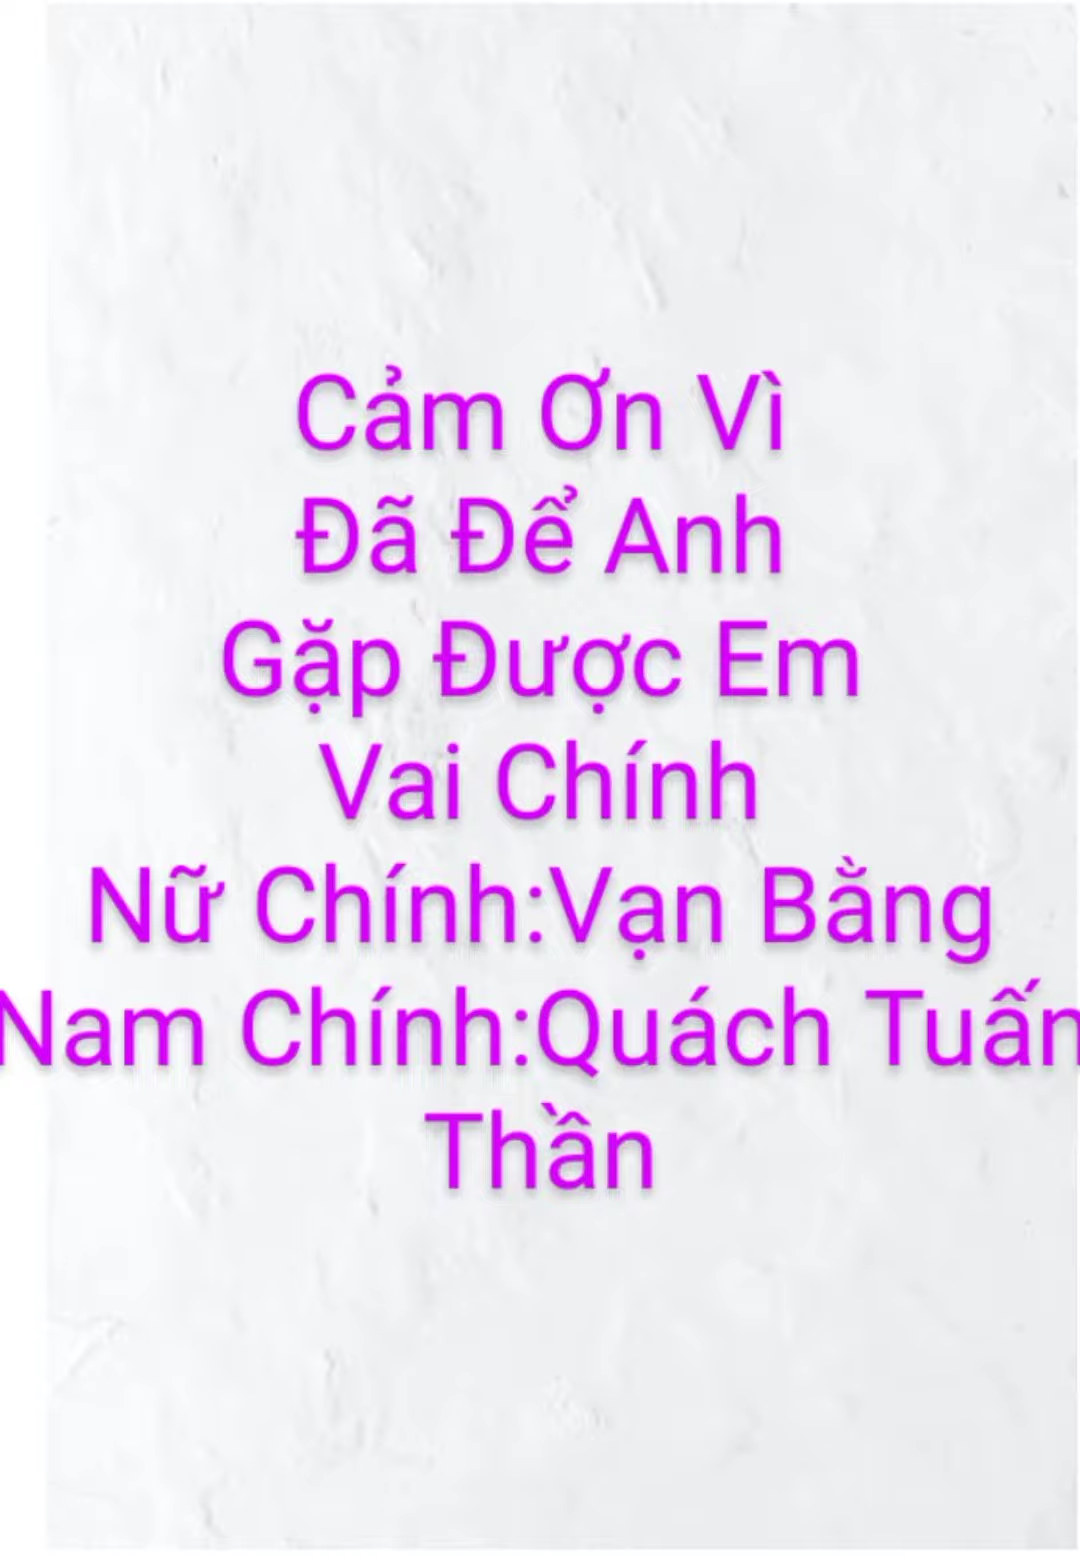 Cảm Ơn Vì
Đã Để Anh
Gặp Được Em
Vai Chính
Nữ Chính:Vạn Bằng
Nam Chính:Quách Tuấn
Thần